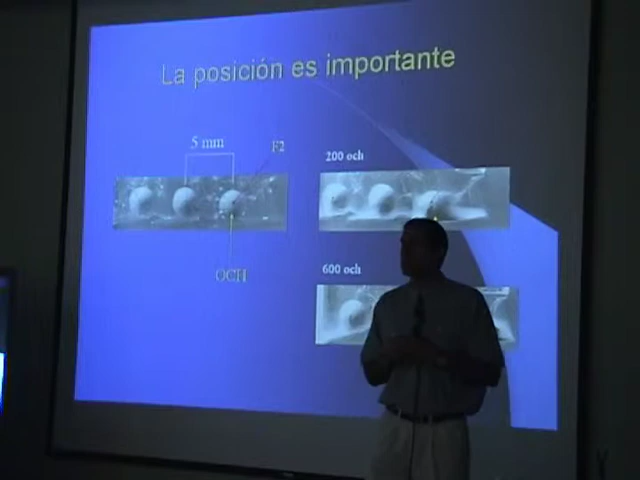 La posición es importante
5 mm
F2
200 och
OCH
600 och